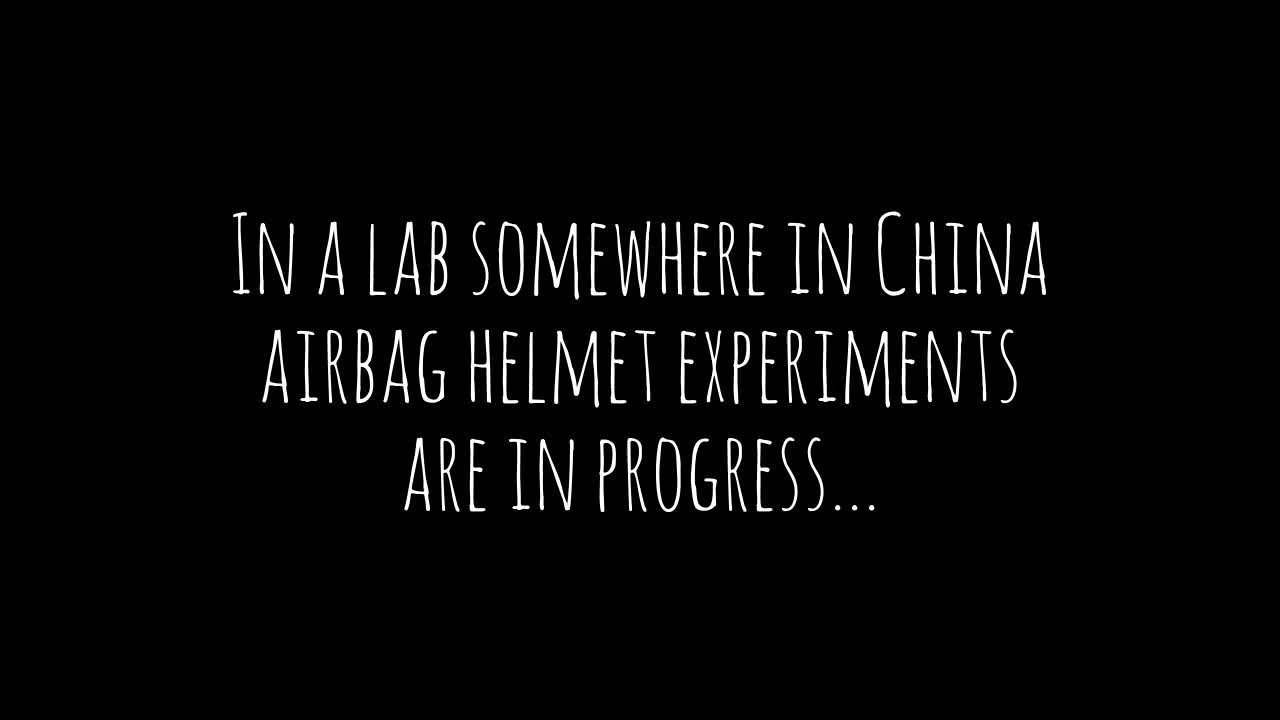 In a lab somewhere in China
airbag helmet experiments
are in progress...